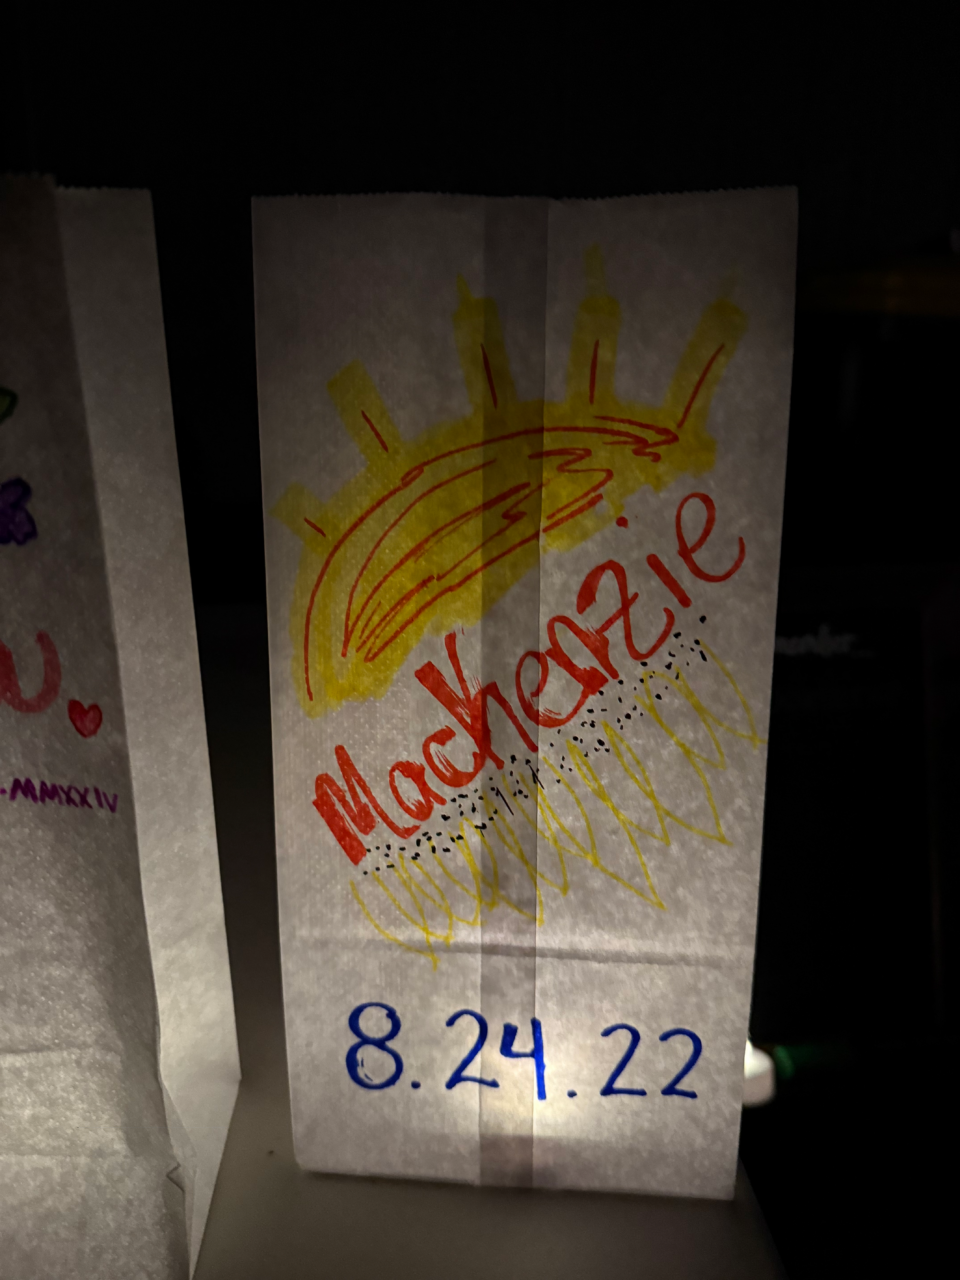 MacKenzie
8.24.22
U.
.MMXXIV